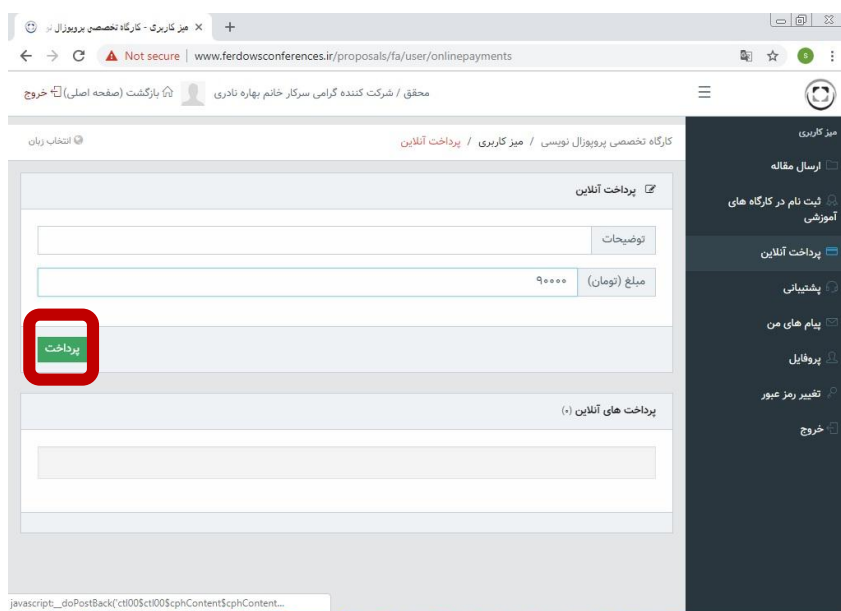 میز کاربری - کارگاه تخصصی پروپوزال نو
Not secure | www.ferdowsconferences.ir/proposals/fa/user/onlinepayments
s
محقق / شرکت کننده گرامی سرکار خانم بهاره نادری بازگشت (صفحه اصلی) خروج
کارگاه تخصصی پروپوزال نویسی / میز کاربری / پرداخت آنلاین
انتخاب زبان
میز کاربری
ارسال مقاله
ثبت نام در کارگاه های
آموزشی
پرداخت آنلاین
پشتیبانی
پیام های من
پروفایل
تغییر رمز عبور
خروج
پرداخت آنلاین
توضیحات
مبلغ (تومان) ۹۰۰۰۰
پرداخت
پرداخت های آنلاین (۰)
javascript:__doPostBack('ctl00$ctl00$cphContent$cphContent...